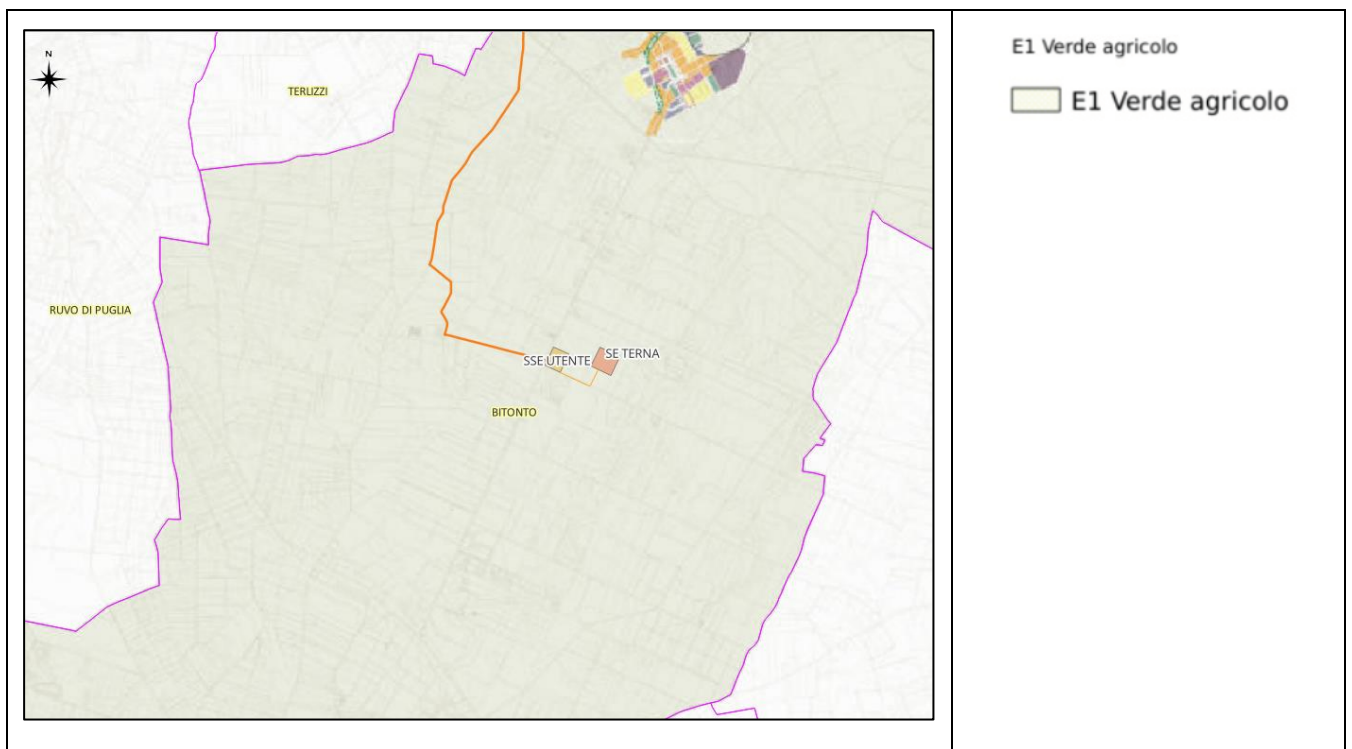 N
TERLIZZI
RUVO DI PUGLIA
SSE UTENTE
SE TERNA
BITONTO
E1 Verde agricolo
E1 Verde agricolo